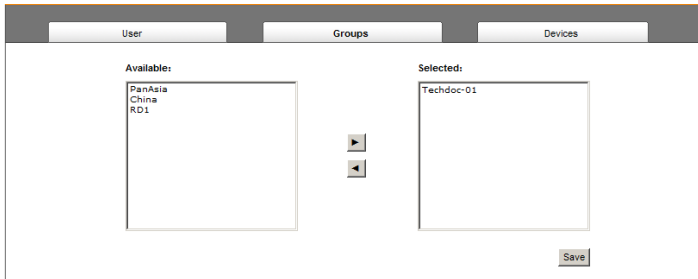 User
Groups
Devices
Available:
PanAsia
China
RD1
Selected:
Techdoc-01
Save